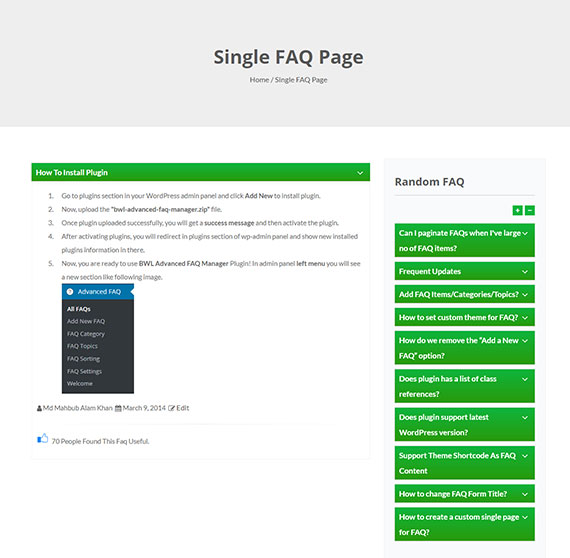 Single FAQ Page
Home / Single FAQ Page
How To Install Plugin
1. Go to plugins section in your WordPress admin panel and click Add New to install plugin.
2. Now, upload the "bwl-advanced-faq-manager.zip" file.
3. Once plugin uploaded successfully, you will get a success message and then activate the plugin.
4. After activating plugins, you will redirect in plugins section of wp-admin panel and show new installed
plugins information in there.
5. Now, you are ready to use BWL Advanced FAQ Manager Plugin! In admin panel left menu you will see
a new section like following image.
Advanced FAQ
All FAQs
Add New FAQ
FAQ Category
FAQ Topics
FAQ Sorting
FAQ Settings
Welcome
Md Mahbub Alam Khan March 9, 2014 Edit
70 People Found This Faq Useful.
Random FAQ
+ −
Can I paginate FAQs when I've large
no of FAQ items?
Frequent Updates
Add FAQ Items/Categories/Topics?
How to set custom theme for FAQ?
How do we remove the "Add a New
FAQ" option?
Does plugin has a list of class
references?
Does plugin support latest
WordPress version?
Support Theme Shortcode As FAQ
Content
How to change FAQ Form Title?
How to create a custom single page
for FAQ?